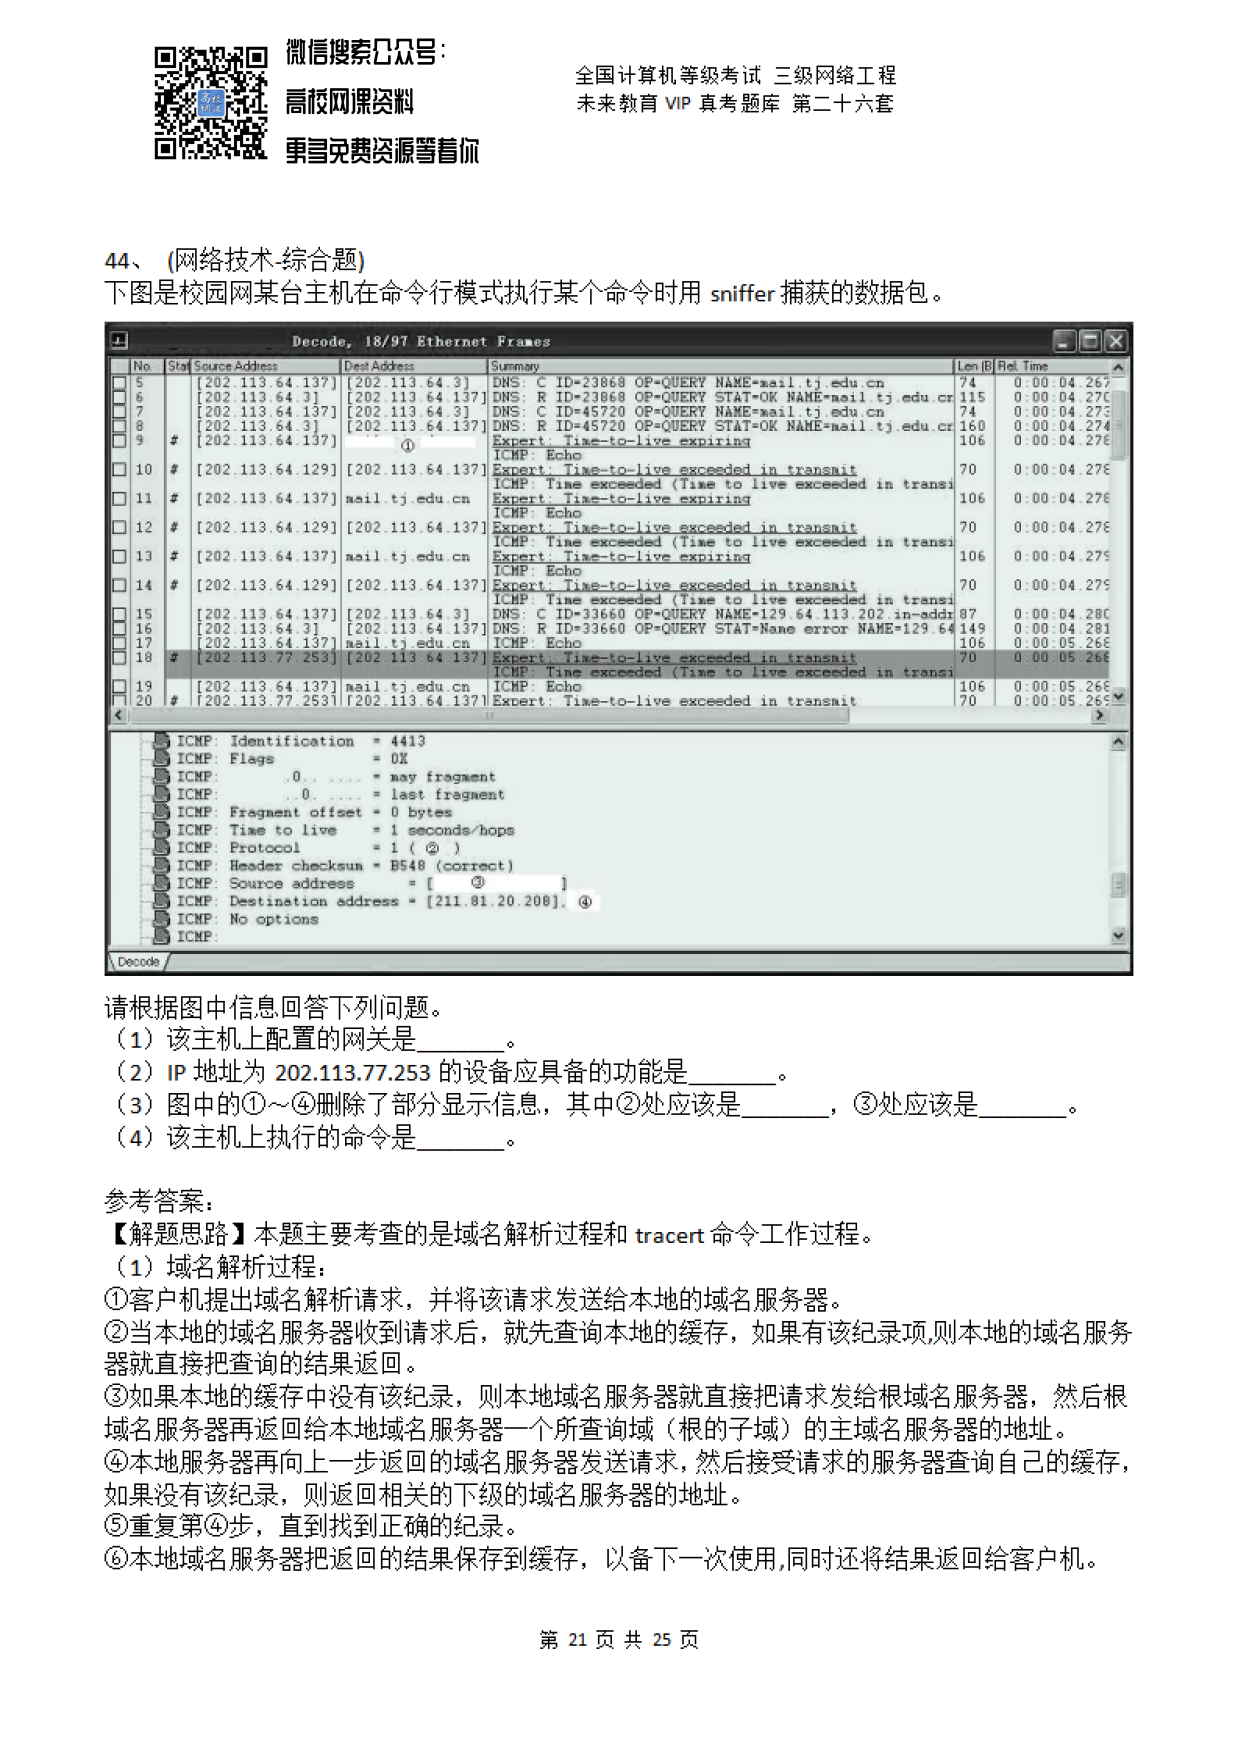 微信搜索公众号：
高校网课资料
更多免费资源等着你
高校
网课
全国计算机等级考试 三级网络工程
未来教育 VIP 真考题库 第二十六套
44、 (网络技术-综合题)
下图是校园网某台主机在命令行模式执行某个命令时用 sniffer 捕获的数据包。
Decode, 18/97 Ethernet Frames
No. Stat Source Address Dest Address Summary Len (B Rel. Time
5 [202.113.64.137] [202.113.64.3] DNS: C ID=23868 OP=QUERY NAME=mail.tj.edu.cn 74 0:00:04.267
6 [202.113.64.3] [202.113.64.137] DNS: R ID=23868 OP=QUERY STAT=OK NAME=mail.tj.edu.cr 115 0:00:04.270
7 [202.113.64.137] [202.113.64.3] DNS: C ID=45720 OP=QUERY NAME=mail.tj.edu.cn 74 0:00:04.273
8 [202.113.64.3] [202.113.64.137] DNS: R ID=45720 OP=QUERY STAT=OK NAME=mail.tj.edu.cr 160 0:00:04.274
9 # [202.113.64.137] ① Expert: Time-to-live expiring 106 0:00:04.278
ICMP: Echo
10 # [202.113.64.129] [202.113.64.137] Expert: Time-to-live exceeded in transmit 70 0:00:04.278
ICMP: Time exceeded (Time to live exceeded in transi
11 # [202.113.64.137] mail.tj.edu.cn Expert: Time-to-live expiring 106 0:00:04.278
ICMP: Echo
12 # [202.113.64.129] [202.113.64.137] Expert: Time-to-live exceeded in transmit 70 0:00:04.278
ICMP: Time exceeded (Time to live exceeded in transi
13 # [202.113.64.137] mail.tj.edu.cn Expert: Time-to-live expiring 106 0:00:04.279
ICMP: Echo
14 # [202.113.64.129] [202.113.64.137] Expert: Time-to-live exceeded in transmit 70 0:00:04.279
ICMP: Time exceeded (Time to live exceeded in transi
15 [202.113.64.137] [202.113.64.3] DNS: C ID=33660 OP=QUERY NAME=129.64.113.202.in-addr 87 0:00:04.280
16 [202.113.64.3] [202.113.64.137] DNS: R ID=33660 OP=QUERY STAT=Name error NAME=129.64 149 0:00:04.281
17 [202.113.64.137] mail.tj.edu.cn ICMP: Echo 106 0:00:05.268
18 # [202.113.77.253] [202.113.64.137] Expert: Time-to-live exceeded in transmit 70 0:00:05.268
ICMP: Time exceeded (Time to live exceeded in transi
19 [202.113.64.137] mail.tj.edu.cn ICMP: Echo 106 0:00:05.268
20 # [202.113.77.253] [202.113.64.137] Expert: Time-to-live exceeded in transmit 70 0:00:05.269
ICMP: Identification = 4413
ICMP: Flags = 0X
ICMP: .0.. .... = may fragment
ICMP: ..0. .... = last fragment
ICMP: Fragment offset = 0 bytes
ICMP: Time to live = 1 seconds/hops
ICMP: Protocol = 1 ( ② )
ICMP: Header checksum = B548 (correct)
ICMP: Source address = [ ③ ]
ICMP: Destination address = [211.81.20.208], ④
ICMP: No options
ICMP:
Decode
请根据图中信息回答下列问题。
（1）该主机上配置的网关是_______。
（2）IP 地址为 202.113.77.253 的设备应具备的功能是_______。
（3）图中的①～④删除了部分显示信息，其中②处应该是_______，③处应该是_______。
（4）该主机上执行的命令是_______。
参考答案：
【解题思路】本题主要考查的是域名解析过程和 tracert 命令工作过程。
（1）域名解析过程：
①客户机提出域名解析请求，并将该请求发送给本地的域名服务器。
②当本地的域名服务器收到请求后，就先查询本地的缓存，如果有该纪录项,则本地的域名服务
器就直接把查询的结果返回。
③如果本地的缓存中没有该纪录，则本地域名服务器就直接把请求发给根域名服务器，然后根
域名服务器再返回给本地域名服务器一个所查询域（根的子域）的主域名服务器的地址。
④本地服务器再向上一步返回的域名服务器发送请求，然后接受请求的服务器查询自己的缓存，
如果没有该纪录，则返回相关的下级的域名服务器的地址。
⑤重复第④步，直到找到正确的纪录。
⑥本地域名服务器把返回的结果保存到缓存，以备下一次使用,同时还将结果返回给客户机。
第 21 页 共 25 页